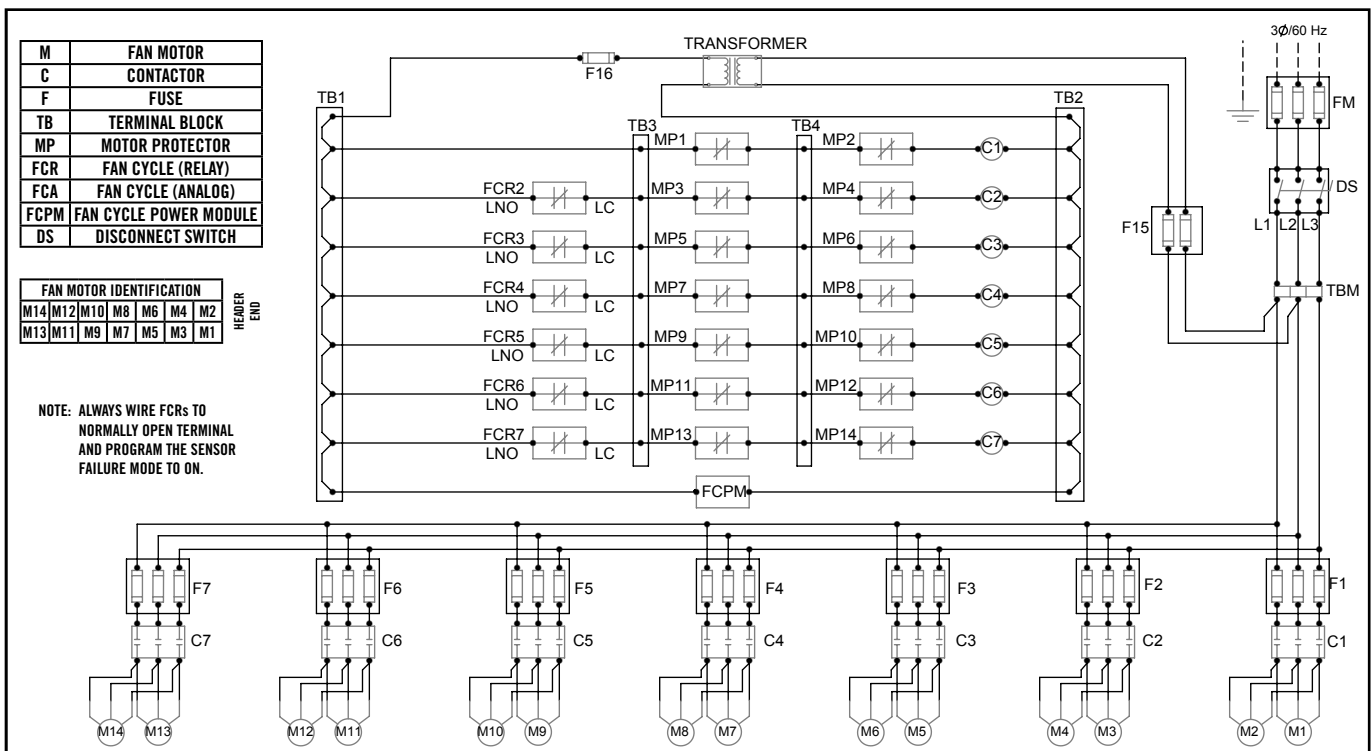 M FAN MOTOR
C CONTACTOR
F FUSE
TB TERMINAL BLOCK
MP MOTOR PROTECTOR
FCR FAN CYCLE (RELAY)
FCA FAN CYCLE (ANALOG)
FCPM FAN CYCLE POWER MODULE
DS DISCONNECT SWITCH
FAN MOTOR IDENTIFICATION
M14 M12 M10 M8 M6 M4 M2
M13 M11 M9 M7 M5 M3 M1
HEADER
END
NOTE: ALWAYS WIRE FCRs TO
NORMALLY OPEN TERMINAL
AND PROGRAM THE SENSOR
FAILURE MODE TO ON.
TRANSFORMER
F16
3Ø/60 Hz
FM
DS
L1 L2 L3
F15
TBM
TB1 TB3 TB4 TB2
MP1 MP2 C1
FCR2 MP3 MP4 C2
LNO LC
FCR3 MP5 MP6 C3
LNO LC
FCR4 MP7 MP8 C4
LNO LC
FCR5 MP9 MP10 C5
LNO LC
FCR6 MP11 MP12 C6
LNO LC
FCR7 MP13 MP14 C7
LNO LC
FCPM
F7 F6 F5 F4 F3 F2 F1
C7 C6 C5 C4 C3 C2 C1
M14 M13 M12 M11 M10 M9 M8 M7 M6 M5 M4 M3 M2 M1